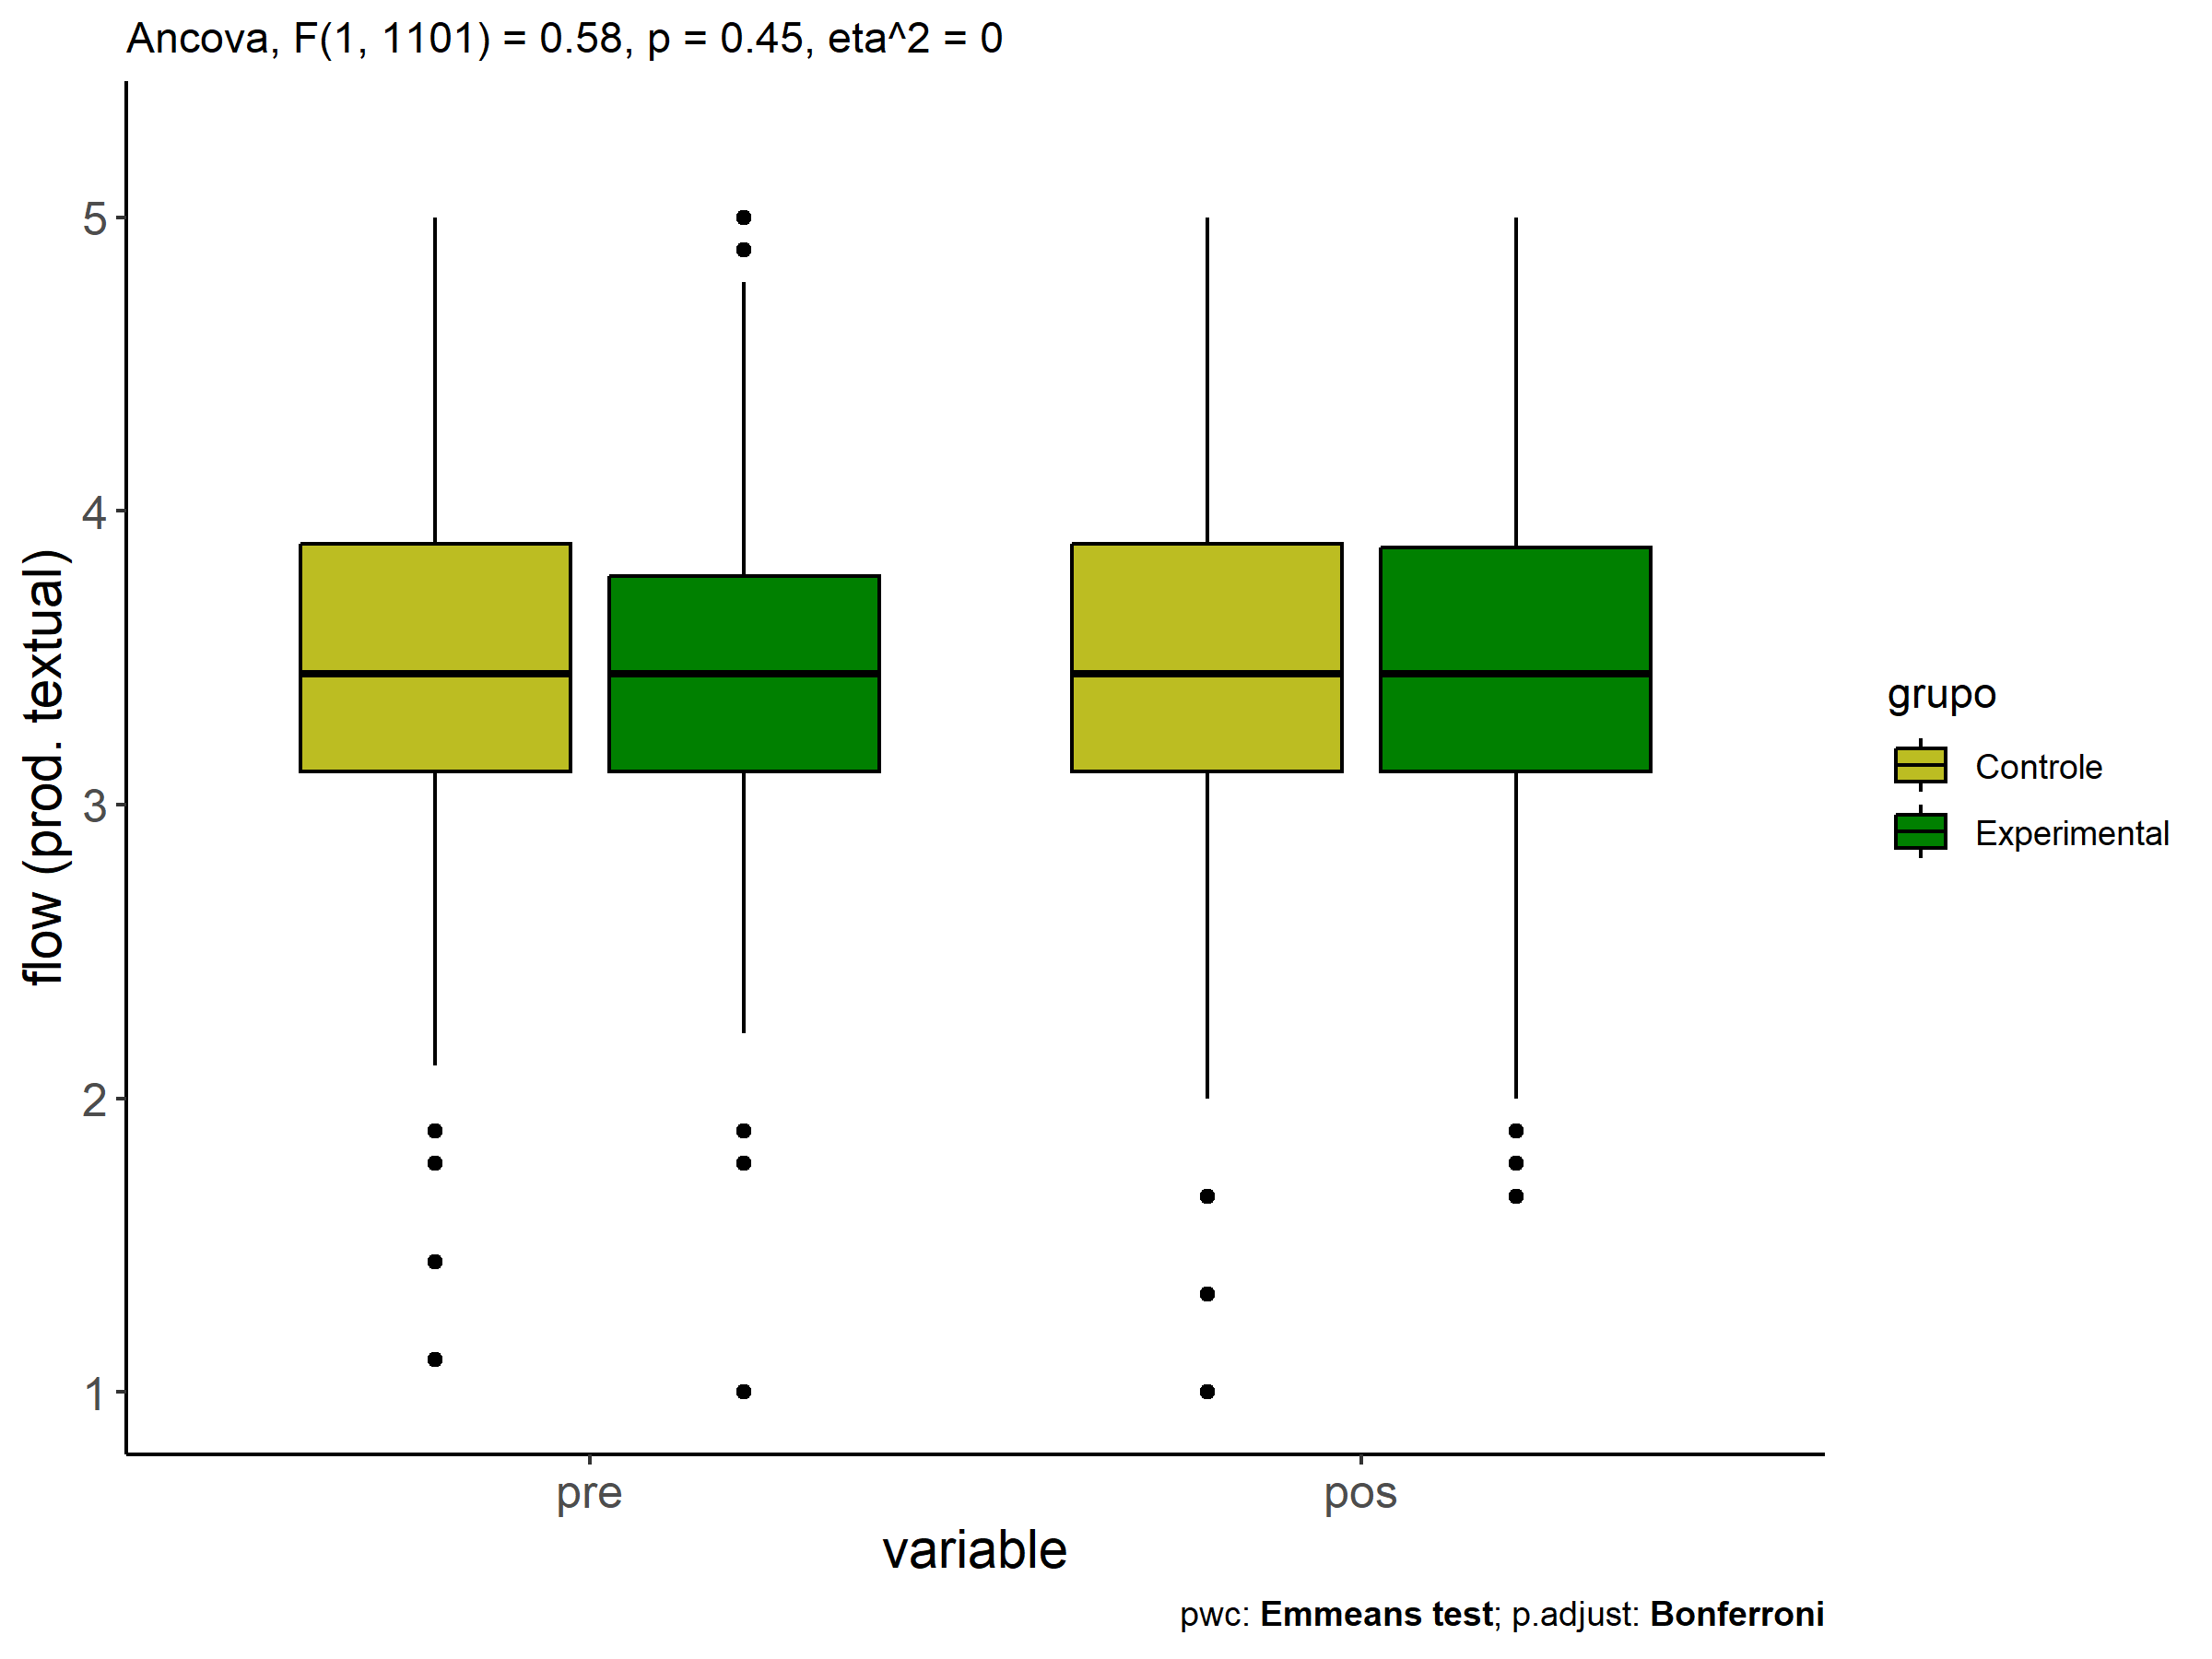 Ancova, F(1, 1101) = 0.58, p = 0.45, eta^2 = 0
flow (prod. textual)
5
4
3
2
1
pre
pos
variable
grupo
Controle
Experimental
pwc: Emmeans test; p.adjust: Bonferroni